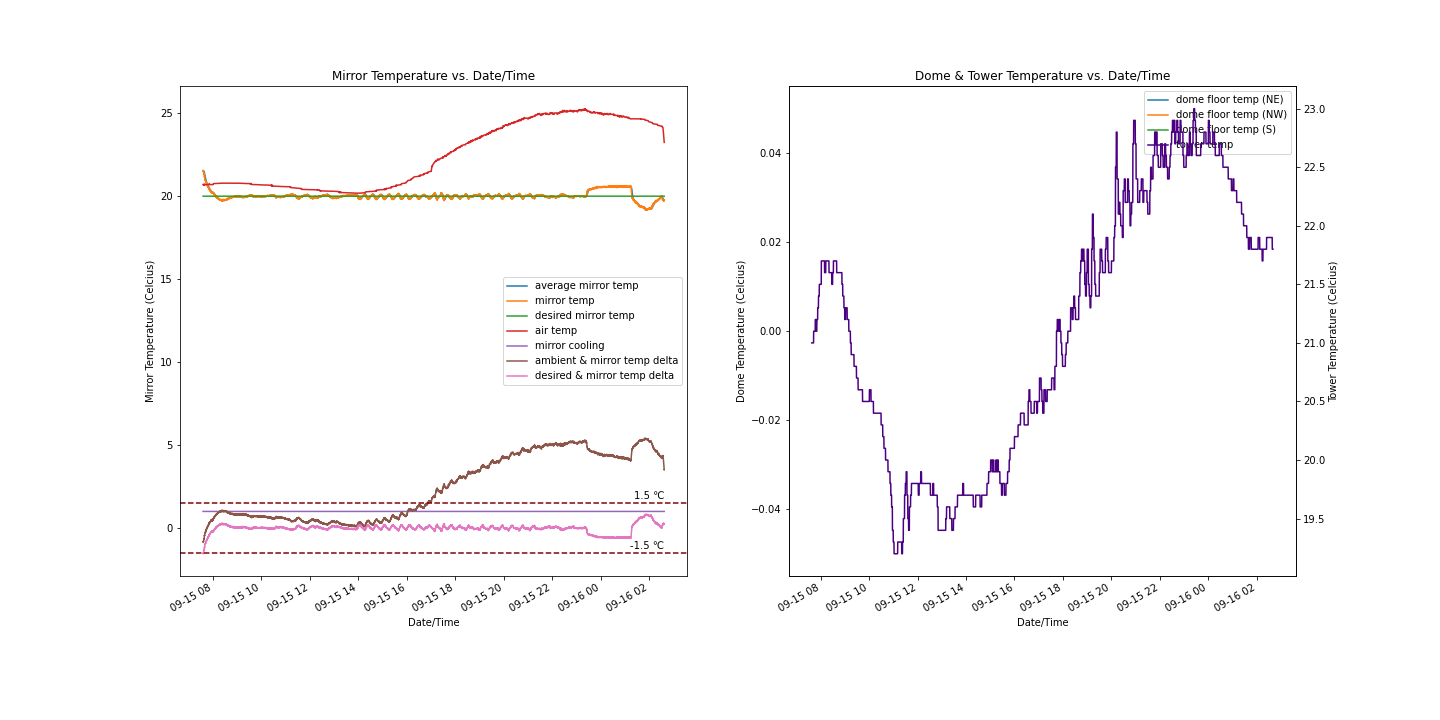 Mirror Temperature vs. Date/Time
Mirror Temperature (Celcius)
25
20
15
10
5
0
average mirror temp
mirror temp
desired mirror temp
air temp
mirror cooling
ambient & mirror temp delta
desired & mirror temp delta
1.5 °C
-1.5 °C
09-15 08
09-15 10
09-15 12
09-15 14
09-15 16
09-15 18
09-15 20
09-15 22
09-16 00
09-16 02
Date/Time
Dome & Tower Temperature vs. Date/Time
Dome Temperature (Celcius)
0.04
0.02
0.00
−0.02
−0.04
dome floor temp (NE)
dome floor temp (NW)
dome floor temp (S)
tower temp
23.0
22.5
22.0
21.5
21.0
20.5
20.0
19.5
Tower Temperature (Celcius)
09-15 08
09-15 10
09-15 12
09-15 14
09-15 16
09-15 18
09-15 20
09-15 22
09-16 00
09-16 02
Date/Time